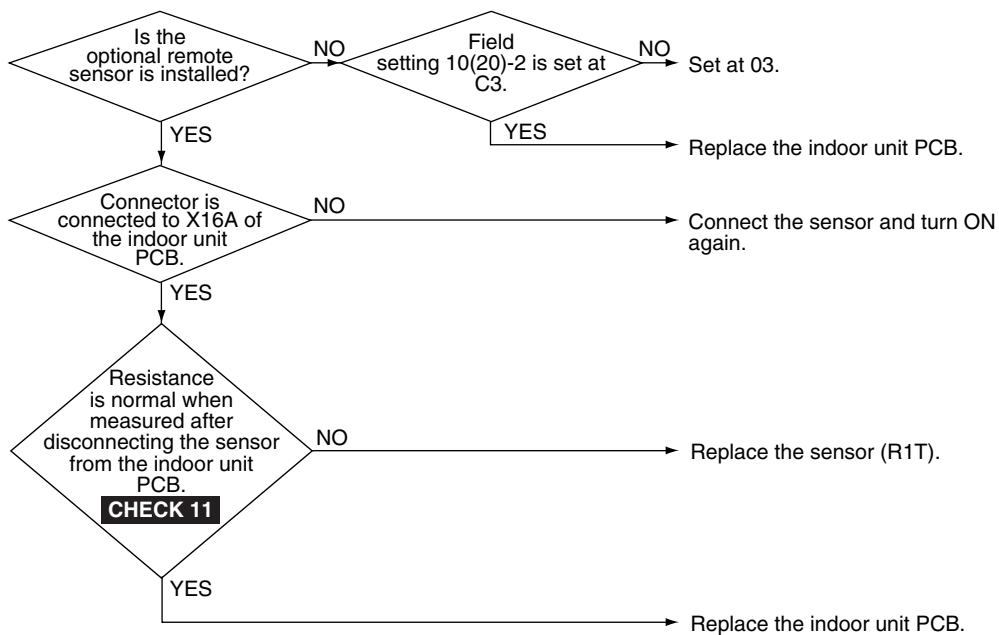 Is the
optional remote
sensor is installed?
NO
Field
setting 10(20)-2 is set at
C3.
NO
Set at 03.
YES
YES
Replace the indoor unit PCB.
Connector is
connected to X16A of
the indoor unit
PCB.
NO
Connect the sensor and turn ON
again.
YES
Resistance
is normal when
measured after
disconnecting the sensor
from the indoor unit
PCB.
CHECK 11
NO
Replace the sensor (R1T).
YES
Replace the indoor unit PCB.